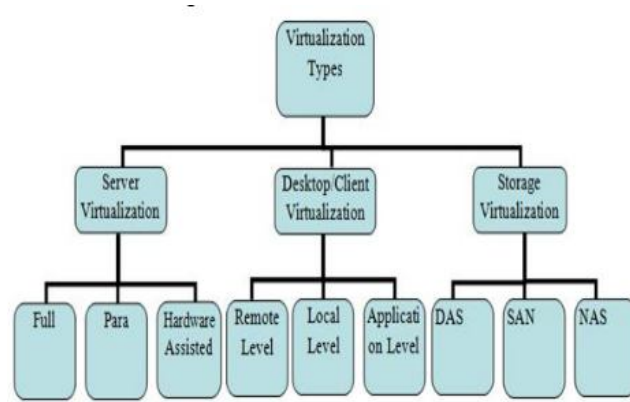 Virtualization
Types
Server
Virtualization
Desktop/Client
Virtualization
Storage
Virtualization
Full
Para
Hardware
Assisted
Remote
Level
Local
Level
Applicati
on Level
DAS
SAN
NAS